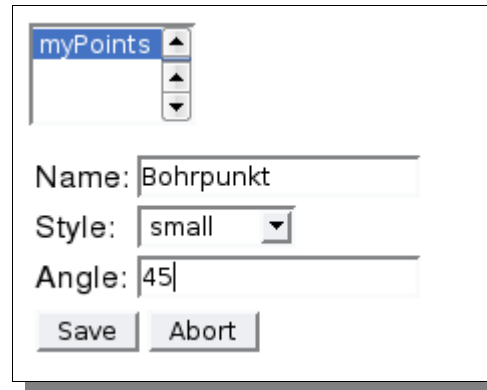 myPoints
Name: Bohrpunkt
Style: small
Angle: 45
Save Abort